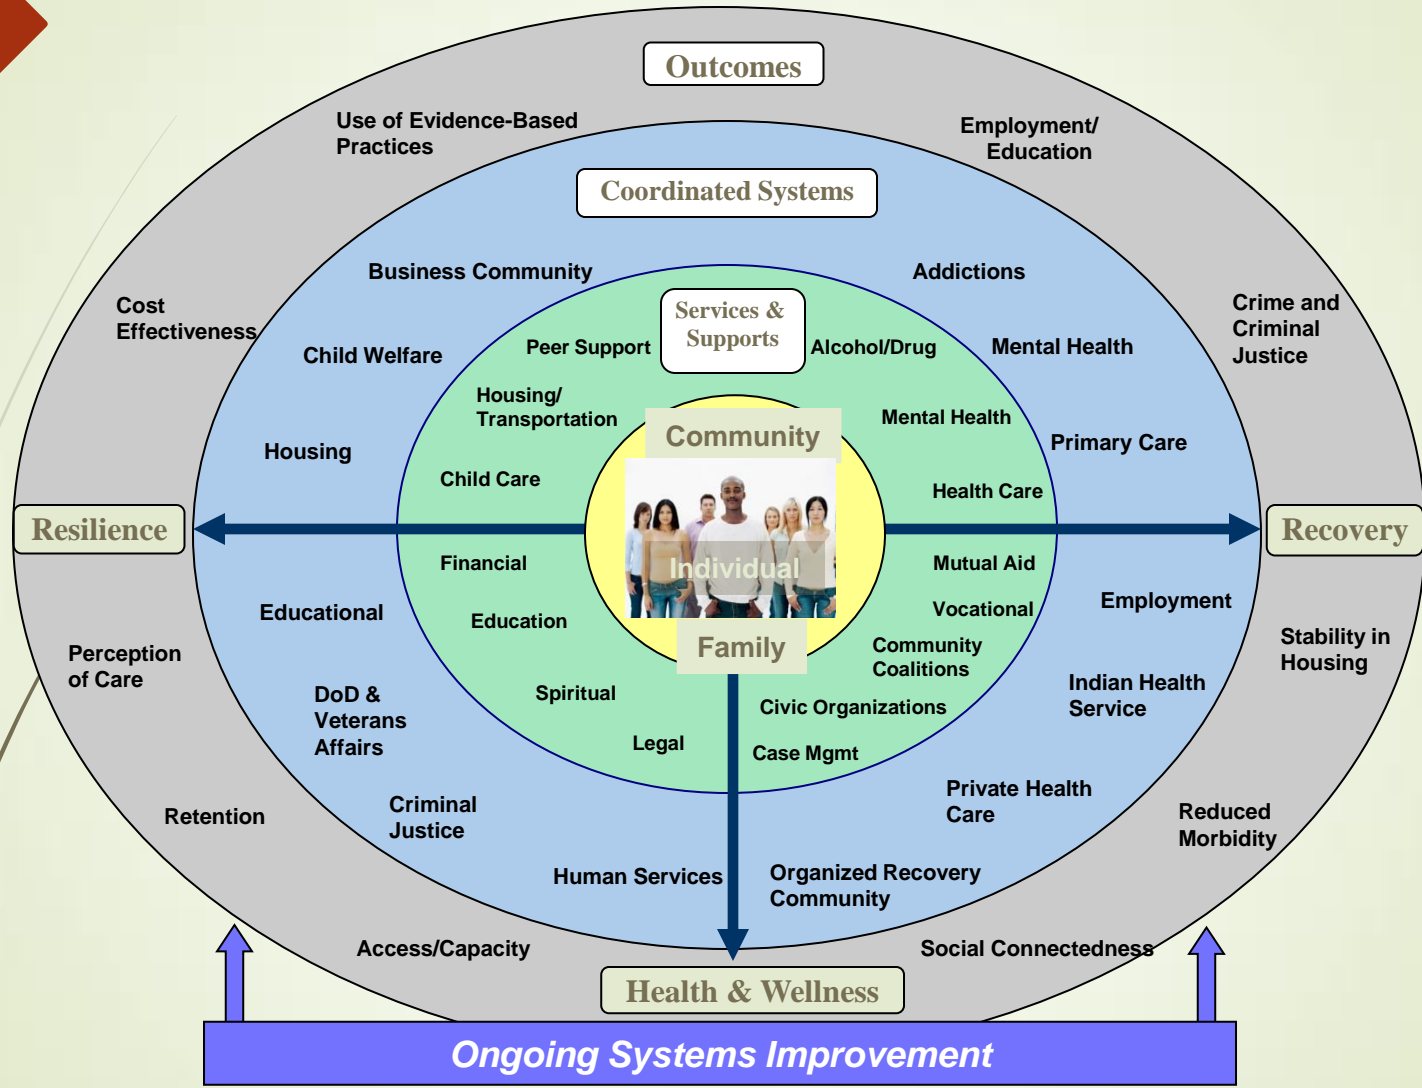 Outcomes
Use of Evidence-Based
Practices
Employment/
Education
Coordinated Systems
Business Community
Addictions
Cost
Effectiveness
Crime and
Criminal
Justice
Services &
Supports
Child Welfare
Peer Support
Alcohol/Drug
Mental Health
Housing/
Transportation
Mental Health
Community
Housing
Primary Care
Child Care
Health Care
Resilience
Recovery
Individual
Financial
Mutual Aid
Educational
Education
Vocational
Employment
Family
Community
Coalitions
Perception
of Care
Stability in
Housing
DoD &
Veterans
Affairs
Spiritual
Civic Organizations
Indian Health
Service
Legal
Case Mgmt
Retention
Criminal
Justice
Private Health
Care
Reduced
Morbidity
Human Services
Organized Recovery
Community
Access/Capacity
Social Connectedness
Health & Wellness
Ongoing Systems Improvement